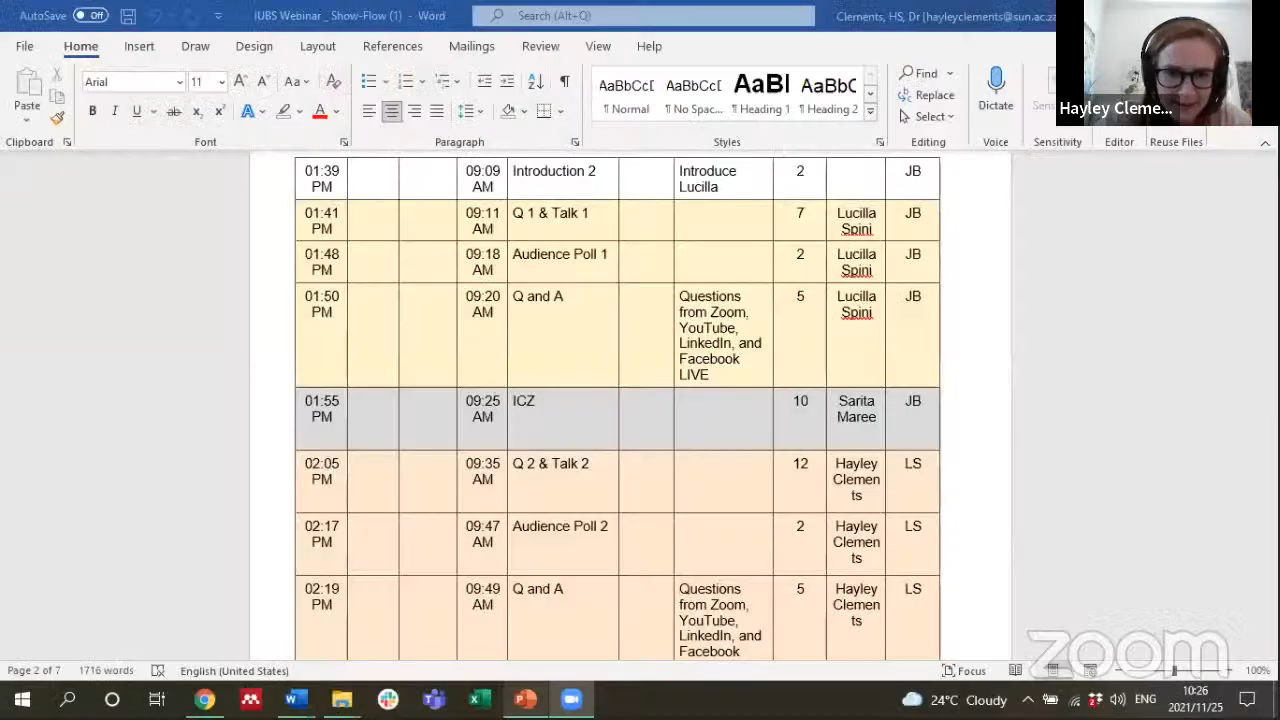 AutoSave Off IUBS Webinar _ Show-Flow (1) - Word Search (Alt+Q) Clements, HS, Dr [hayleyclements@sun.ac.za
File Home Insert Draw Design Layout References Mailings Review View Help
Hayley Cleme...
Paste
Arial 11
AaBbCcD AaBbCcD AaBl AaBbC
¶ Normal ¶ No Spac... ¶ Heading 1 ¶ Heading 2
Find
Replace
Select
Dictate
Clipboard Font Paragraph Styles Editing Voice Editor Reuse Files
01:39 PM 09:09 AM Introduction 2 Introduce Lucilla 2 JB
01:41 PM 09:11 AM Q 1 & Talk 1 7 Lucilla Spini JB
01:48 PM 09:18 AM Audience Poll 1 2 Lucilla Spini JB
01:50 PM 09:20 AM Q and A Questions from Zoom, YouTube, LinkedIn, and Facebook LIVE 5 Lucilla Spini JB
01:55 PM 09:25 AM ICZ 10 Sarita Maree JB
02:05 PM 09:35 AM Q 2 & Talk 2 12 Hayley Clemen ts LS
02:17 PM 09:47 AM Audience Poll 2 2 Hayley Clemen ts LS
02:19 PM 09:49 AM Q and A Questions from Zoom, YouTube, LinkedIn, and Facebook 5 Hayley Clemen ts LS
zoom
Page 2 of 7 1716 words English (United States) Focus 100%
24°C Cloudy ENG 10:26
2021/11/25